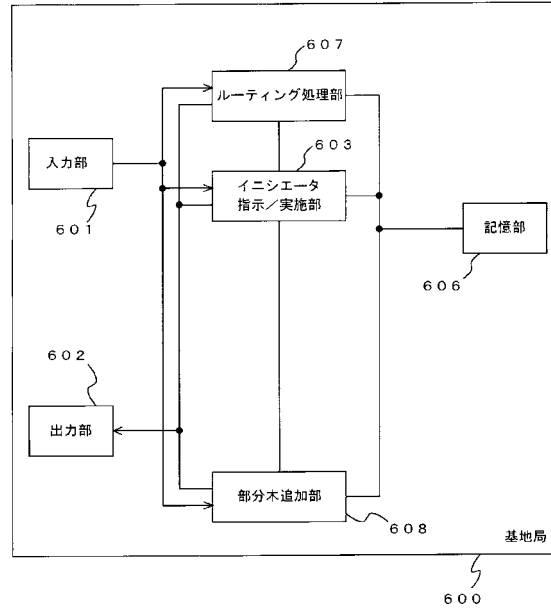 ６０７
ルーティング処理部
６０３
入力部
イニシエータ
指示／実施部
６０１
記憶部
６０６
６０２
出力部
部分木追加部
６０８
基地局
６００